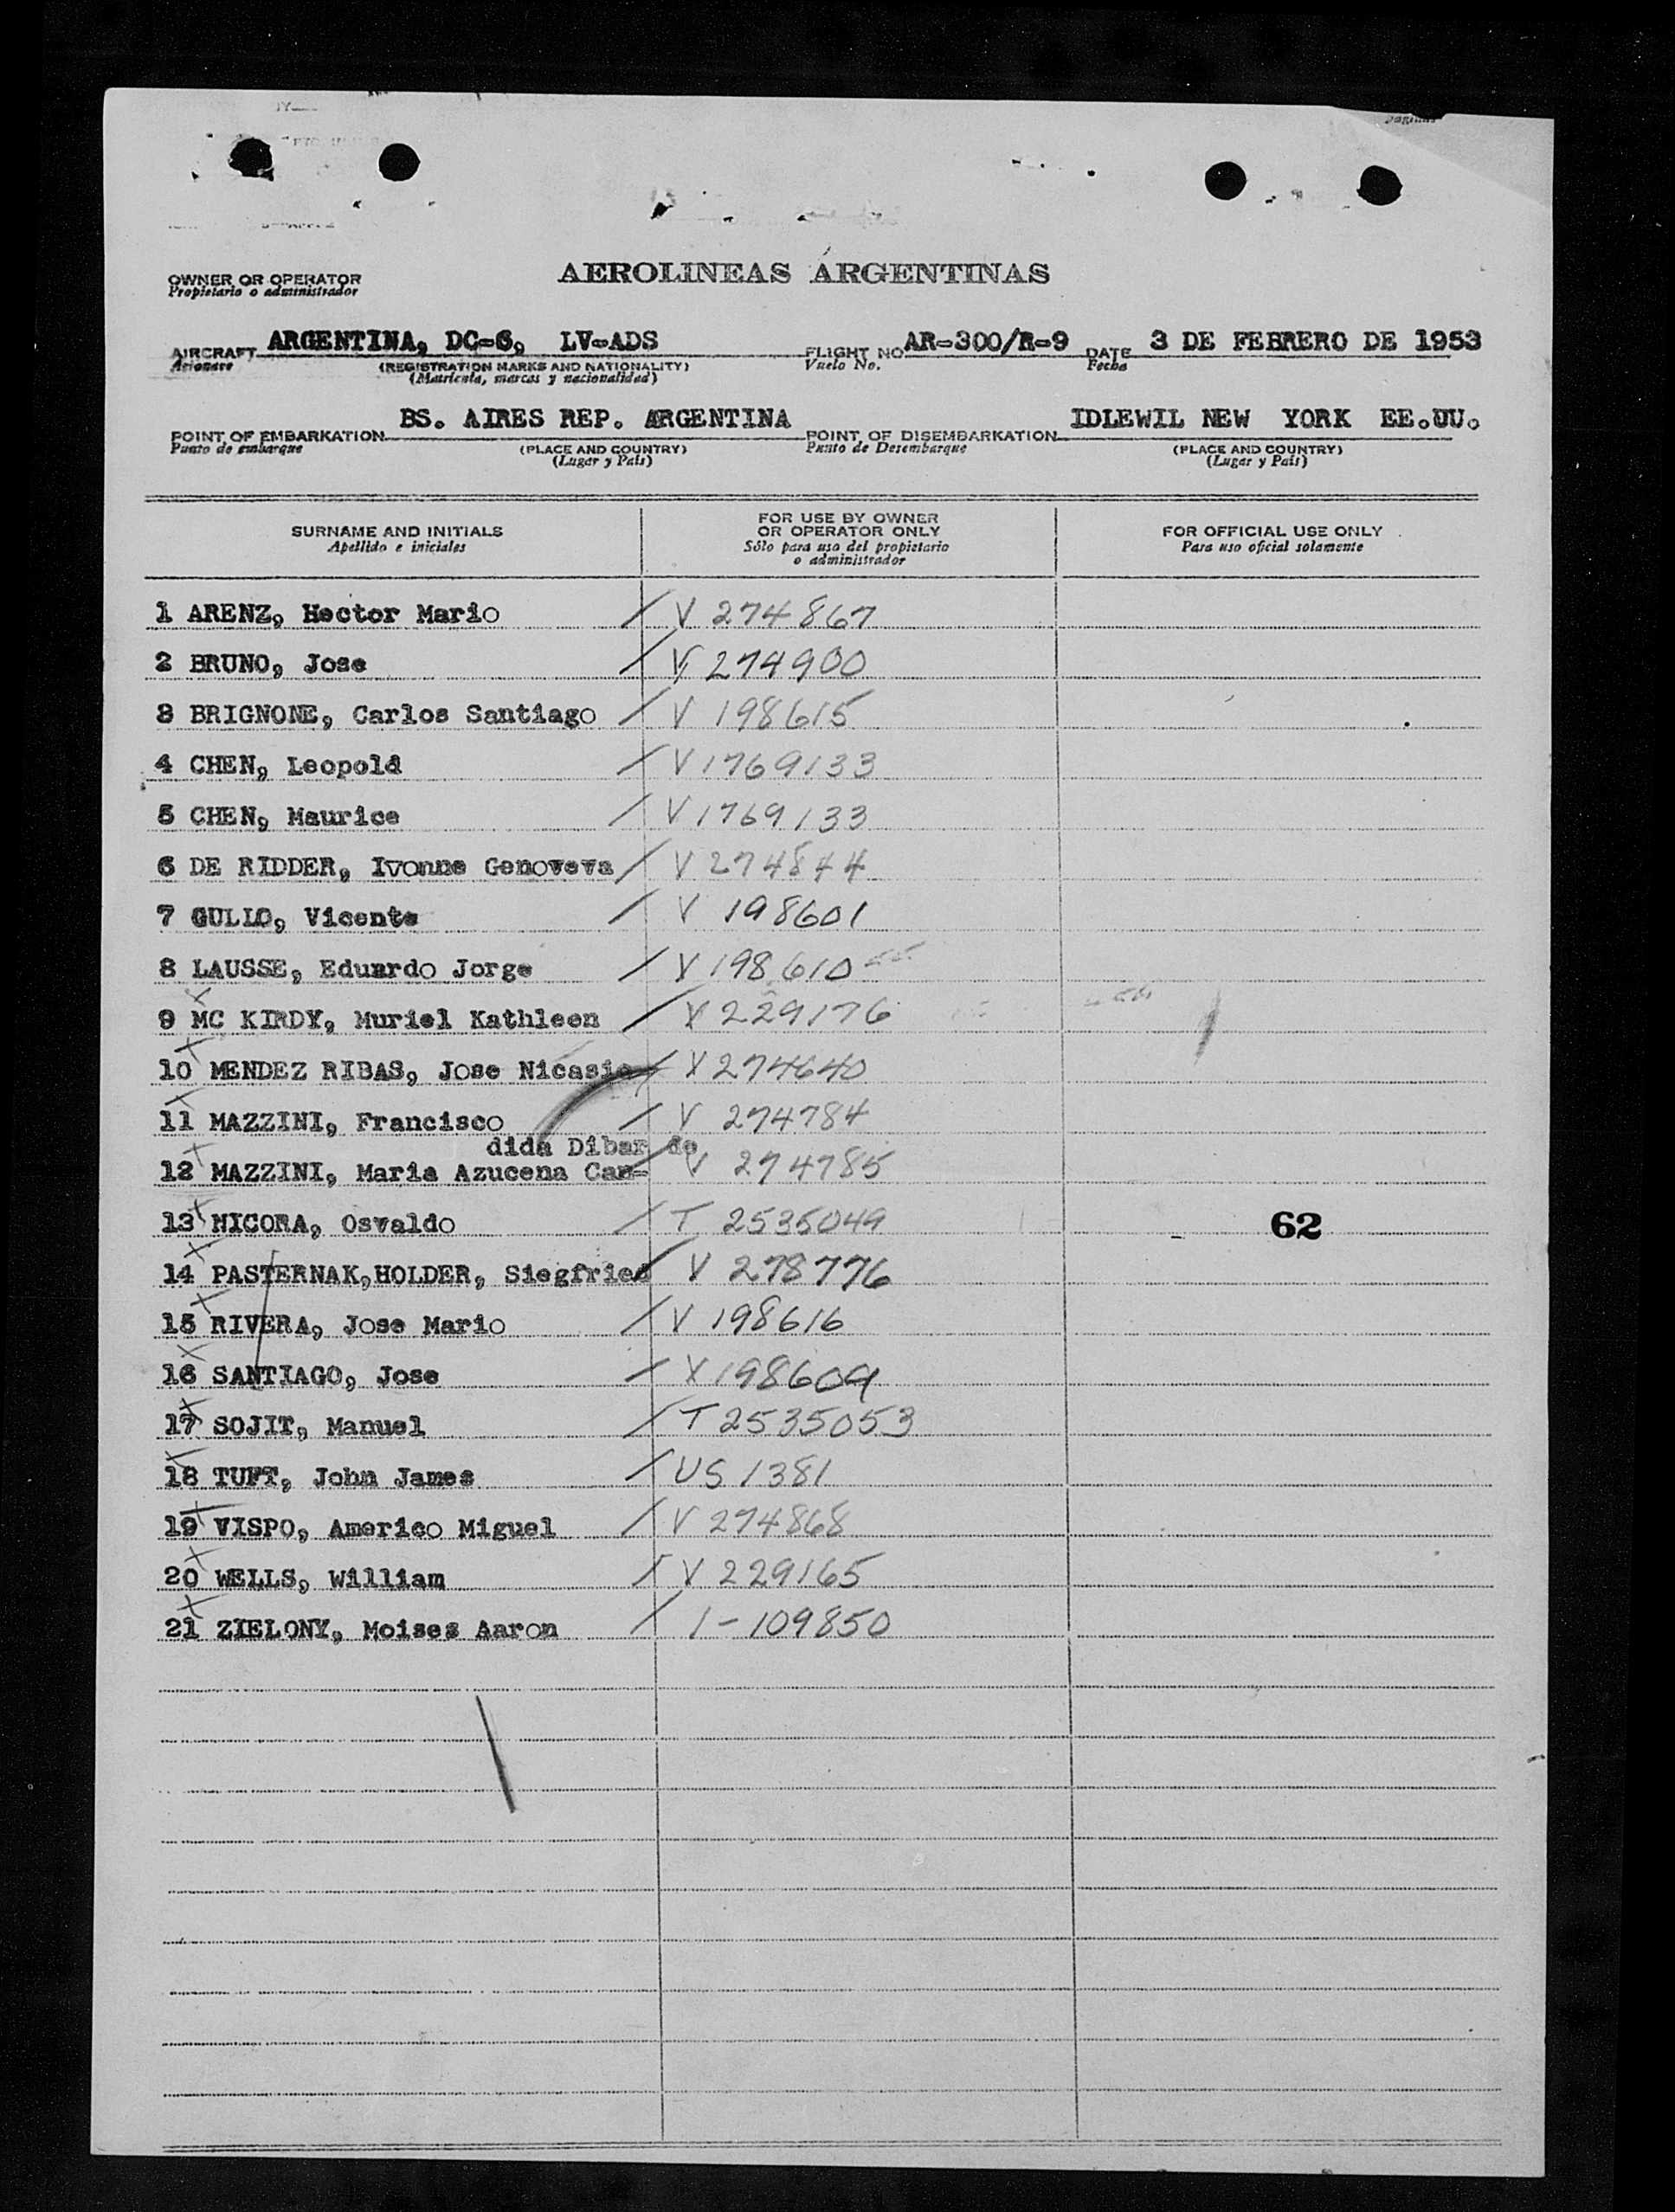 OWNER OR OPERATOR
Propietario o administrador
AEROLINEAS ARGENTINAS
AIRCRAFT ARGENTINA, DC-6, LV-ADS FLIGHT NO. AR-300/R-9 DATE 3 DE FEBRERO DE 1953
Aeronave (REGISTRATION MARKS AND NATIONALITY) Vuelo No. Fecha
(Matrícula, marcas y nacionalidad)
POINT OF EMBARKATION BS. AIRES REP. ARGENTINA POINT OF DISEMBARKATION IDLEWIL NEW YORK EE.UU.
Punto de embarque (PLACE AND COUNTRY) Punto de Desembarque (PLACE AND COUNTRY)
(Lugar y País) (Lugar y País)
SURNAME AND INITIALS
Apellido e iniciales
FOR USE BY OWNER
OR OPERATOR ONLY
Sólo para uso del propietario
o administrador
FOR OFFICIAL USE ONLY
Para uso oficial solamente
1 ARENZ, Hector Mario / V 274867
2 BRUNO, Jose / V 274900
3 BRIGNONE, Carlos Santiago / V 198615
4 CHEN, Leopold / V 1769133
5 CHEN, Maurice / V 1769133
6 DE RIDDER, Ivonne Genoveva / V 274844
7 GULLO, Vicente / V 198601
8 LAUSSE, Eduardo Jorge / V 198610
9 MC KIRDY, Muriel Kathleen / V 229176
10 MENDEZ RIBAS, Jose Nicasio / V 274640
11 MAZZINI, Francisco / V 274784
dida Dibar de
12 MAZZINI, Maria Azucena Can- / V 274785
13 NICORA, Osvaldo / T 2535049 62
14 PASTERNAK,HOLDER, Siegfried / V 278776
15 RIVERA, Jose Mario / V 198616
16 SANTIAGO, Jose / V 198609
17 SOJIT, Manuel / T 2535053
18 TUFT, John James / US 1381
19 VISPO, Americo Miguel / V 274868
20 WELLS, William / V 229165
21 ZIELONY, Moises Aaron / 1-109850